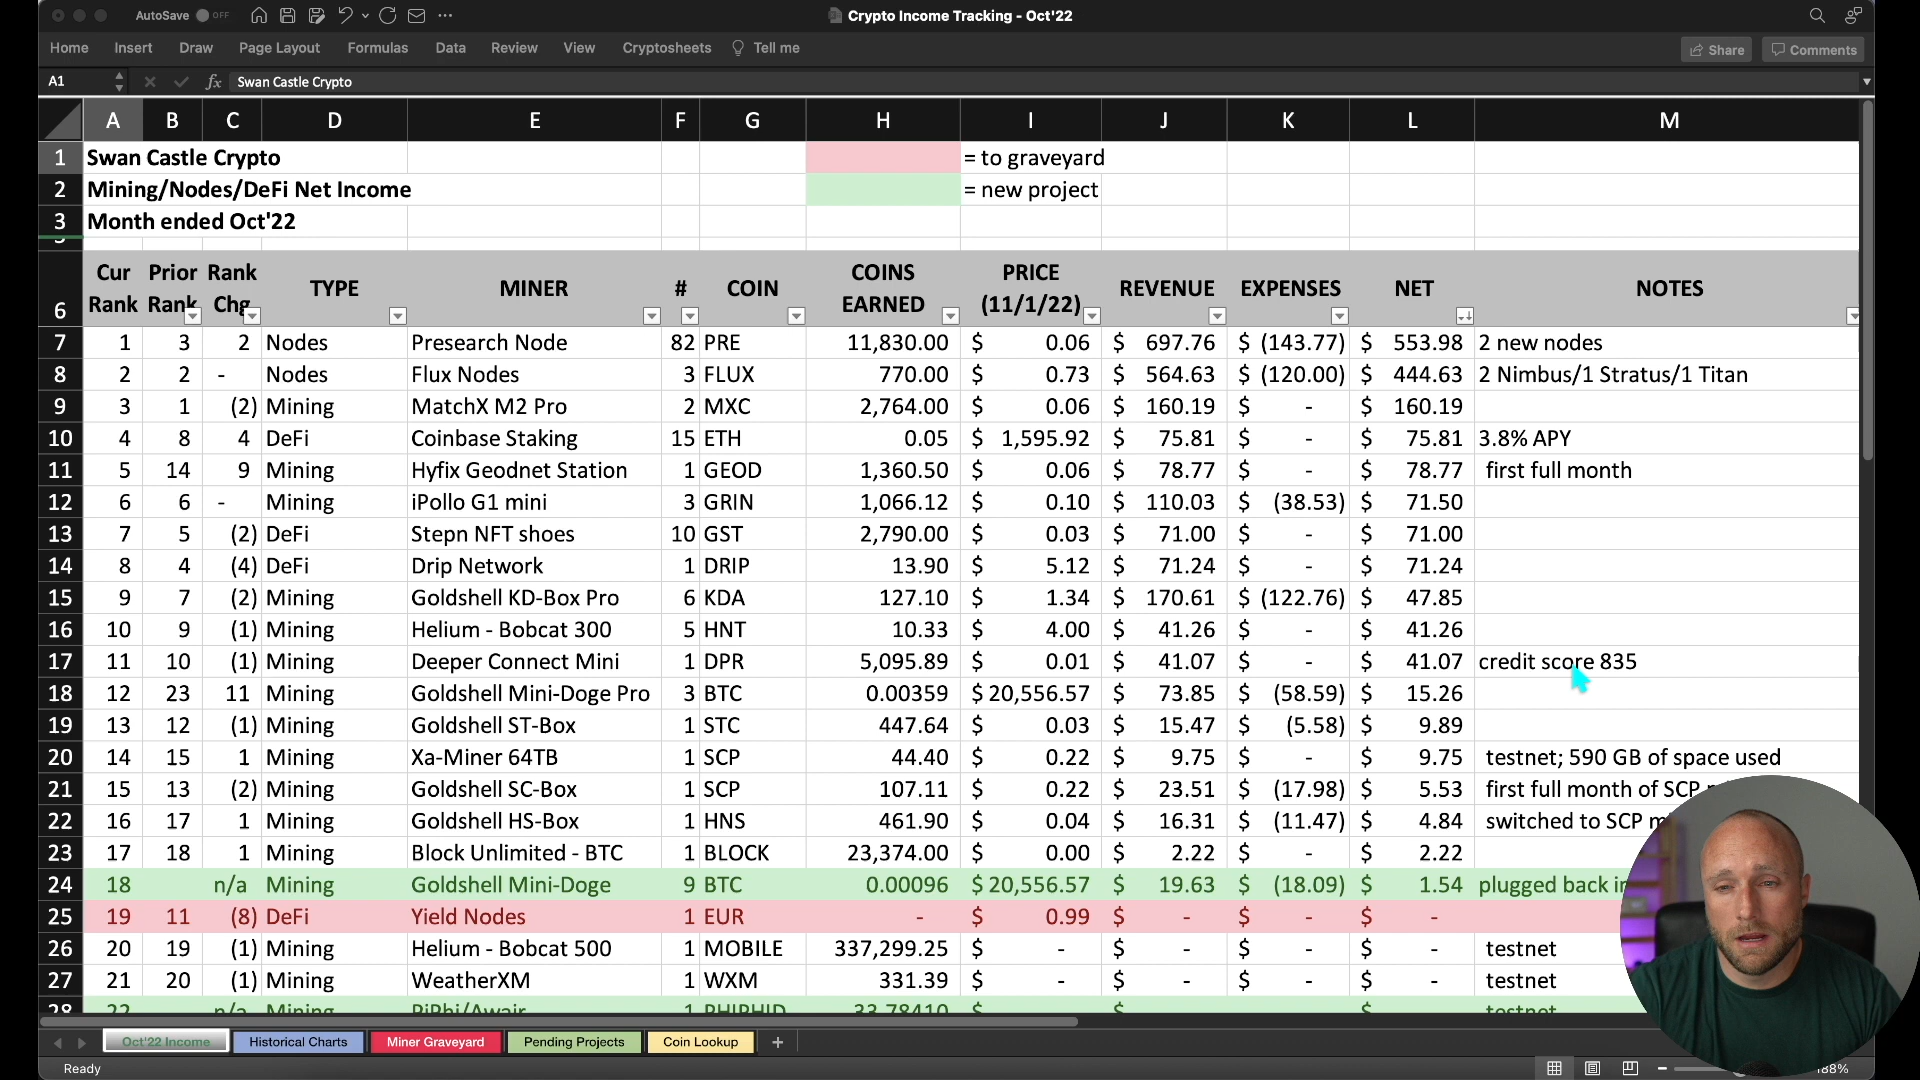 AutoSave OFF
Crypto Income Tracking - Oct'22
Home Insert Draw Page Layout Formulas Data Review View Cryptosheets Tell me
Share Comments
A1 fx Swan Castle Crypto
A B C D E F G H I J K L M
1 Swan Castle Crypto = to graveyard
2 Mining/Nodes/DeFi Net Income = new project
3 Month ended Oct'22
Cur Prior Rank COINS PRICE
Rank Rank Chg TYPE MINER # COIN EARNED (11/1/22) REVENUE EXPENSES NET NOTES
6
7 1 3 2 Nodes Presearch Node 82 PRE 11,830.00 $ 0.06 $ 697.76 $ (143.77) $ 553.98 2 new nodes
8 2 2 - Nodes Flux Nodes 3 FLUX 770.00 $ 0.73 $ 564.63 $ (120.00) $ 444.63 2 Nimbus/1 Stratus/1 Titan
9 3 1 (2) Mining MatchX M2 Pro 2 MXC 2,764.00 $ 0.06 $ 160.19 $ - $ 160.19
10 4 8 4 DeFi Coinbase Staking 15 ETH 0.05 $ 1,595.92 $ 75.81 $ - $ 75.81 3.8% APY
11 5 14 9 Mining Hyfix Geodnet Station 1 GEOD 1,360.50 $ 0.06 $ 78.77 $ - $ 78.77 first full month
12 6 6 - Mining iPollo G1 mini 3 GRIN 1,066.12 $ 0.10 $ 110.03 $ (38.53) $ 71.50
13 7 5 (2) DeFi Stepn NFT shoes 10 GST 2,790.00 $ 0.03 $ 71.00 $ - $ 71.00
14 8 4 (4) DeFi Drip Network 1 DRIP 13.90 $ 5.12 $ 71.24 $ - $ 71.24
15 9 7 (2) Mining Goldshell KD-Box Pro 6 KDA 127.10 $ 1.34 $ 170.61 $ (122.76) $ 47.85
16 10 9 (1) Mining Helium - Bobcat 300 5 HNT 10.33 $ 4.00 $ 41.26 $ - $ 41.26
17 11 10 (1) Mining Deeper Connect Mini 1 DPR 5,095.89 $ 0.01 $ 41.07 $ - $ 41.07 credit score 835
18 12 23 11 Mining Goldshell Mini-Doge Pro 3 BTC 0.00359 $ 20,556.57 $ 73.85 $ (58.59) $ 15.26
19 13 12 (1) Mining Goldshell ST-Box 1 STC 447.64 $ 0.03 $ 15.47 $ (5.58) $ 9.89
20 14 15 1 Mining Xa-Miner 64TB 1 SCP 44.40 $ 0.22 $ 9.75 $ - $ 9.75 testnet; 590 GB of space used
21 15 13 (2) Mining Goldshell SC-Box 1 SCP 107.11 $ 0.22 $ 23.51 $ (17.98) $ 5.53 first full month of SCP
22 16 17 1 Mining Goldshell HS-Box 1 HNS 461.90 $ 0.04 $ 16.31 $ (11.47) $ 4.84 switched to SCP
23 17 18 1 Mining Block Unlimited - BTC 1 BLOCK 23,374.00 $ 0.00 $ 2.22 $ - $ 2.22
24 18 n/a Mining Goldshell Mini-Doge 9 BTC 0.00096 $ 20,556.57 $ 19.63 $ (18.09) $ 1.54 plugged back in
25 19 11 (8) DeFi Yield Nodes 1 EUR - $ 0.99 $ - $ - $ -
26 20 19 (1) Mining Helium - Bobcat 500 1 MOBILE 337,299.25 $ - $ - $ - $ - testnet
27 21 20 (1) Mining WeatherXM 1 WXM 331.39 $ - $ - $ - $ - testnet
28 22 n/a Mining PiPhi/Awair 1 PHIPHID 33.78410 $ $ $ testnet
Oct'22 Income Historical Charts Miner Graveyard Pending Projects Coin Lookup +
Ready